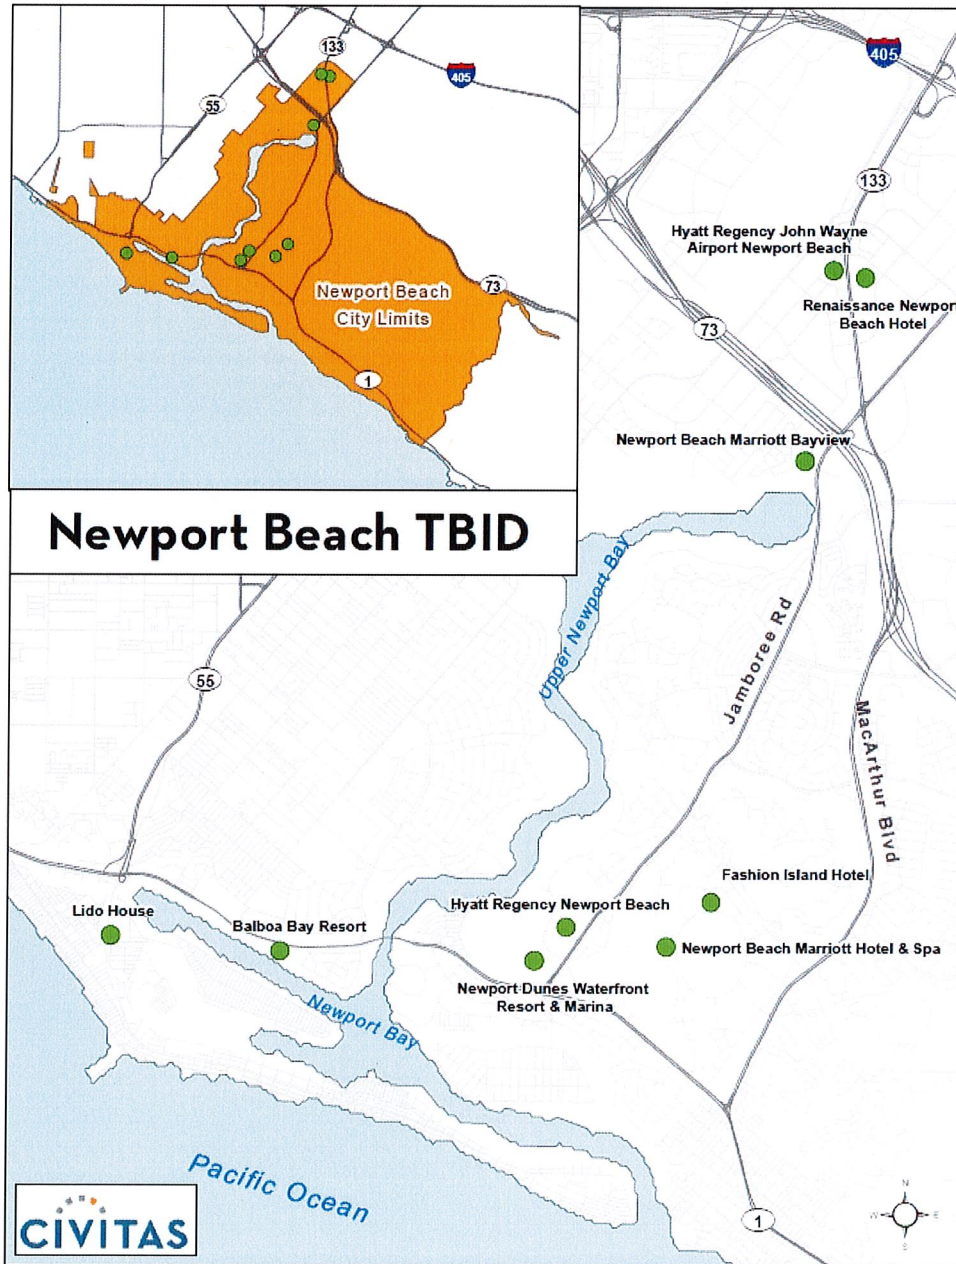 133
405
55
Newport Beach
City Limits
73
1
Newport Beach TBID
405
133
Hyatt Regency John Wayne
Airport Newport Beach
Renaissance Newport
Beach Hotel
73
Newport Beach Marriott Bayview
Upper Newport Bay
Jamboree Rd
55
MacArthur Blvd
Fashion Island Hotel
Lido House
Hyatt Regency Newport Beach
Balboa Bay Resort
Newport Beach Marriott Hotel & Spa
Newport Dunes Waterfront
Resort & Marina
Newport Bay
Pacific Ocean
CIVITAS
1
N
W
E
S